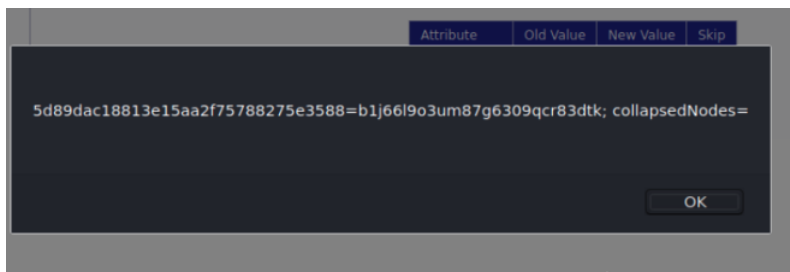 Attribute Old Value New Value Skip
5d89dac18813e15aa2f75788275e3588=b1j66l9o3um87g6309qcr83dtk; collapsedNodes=
OK